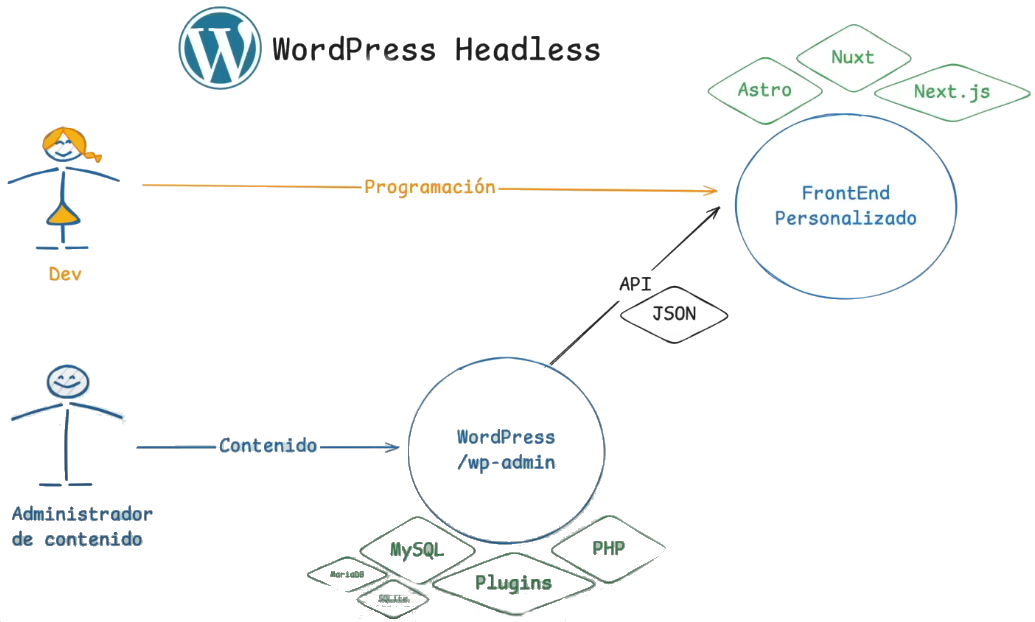 WordPress Headless
Nuxt
Astro
Next.js
Programación
FrontEnd
Personalizado
Dev
API
JSON
Contenido
WordPress
/wp-admin
Administrador
de contenido
MySQL
PHP
MariaDB
Plugins
SQLite